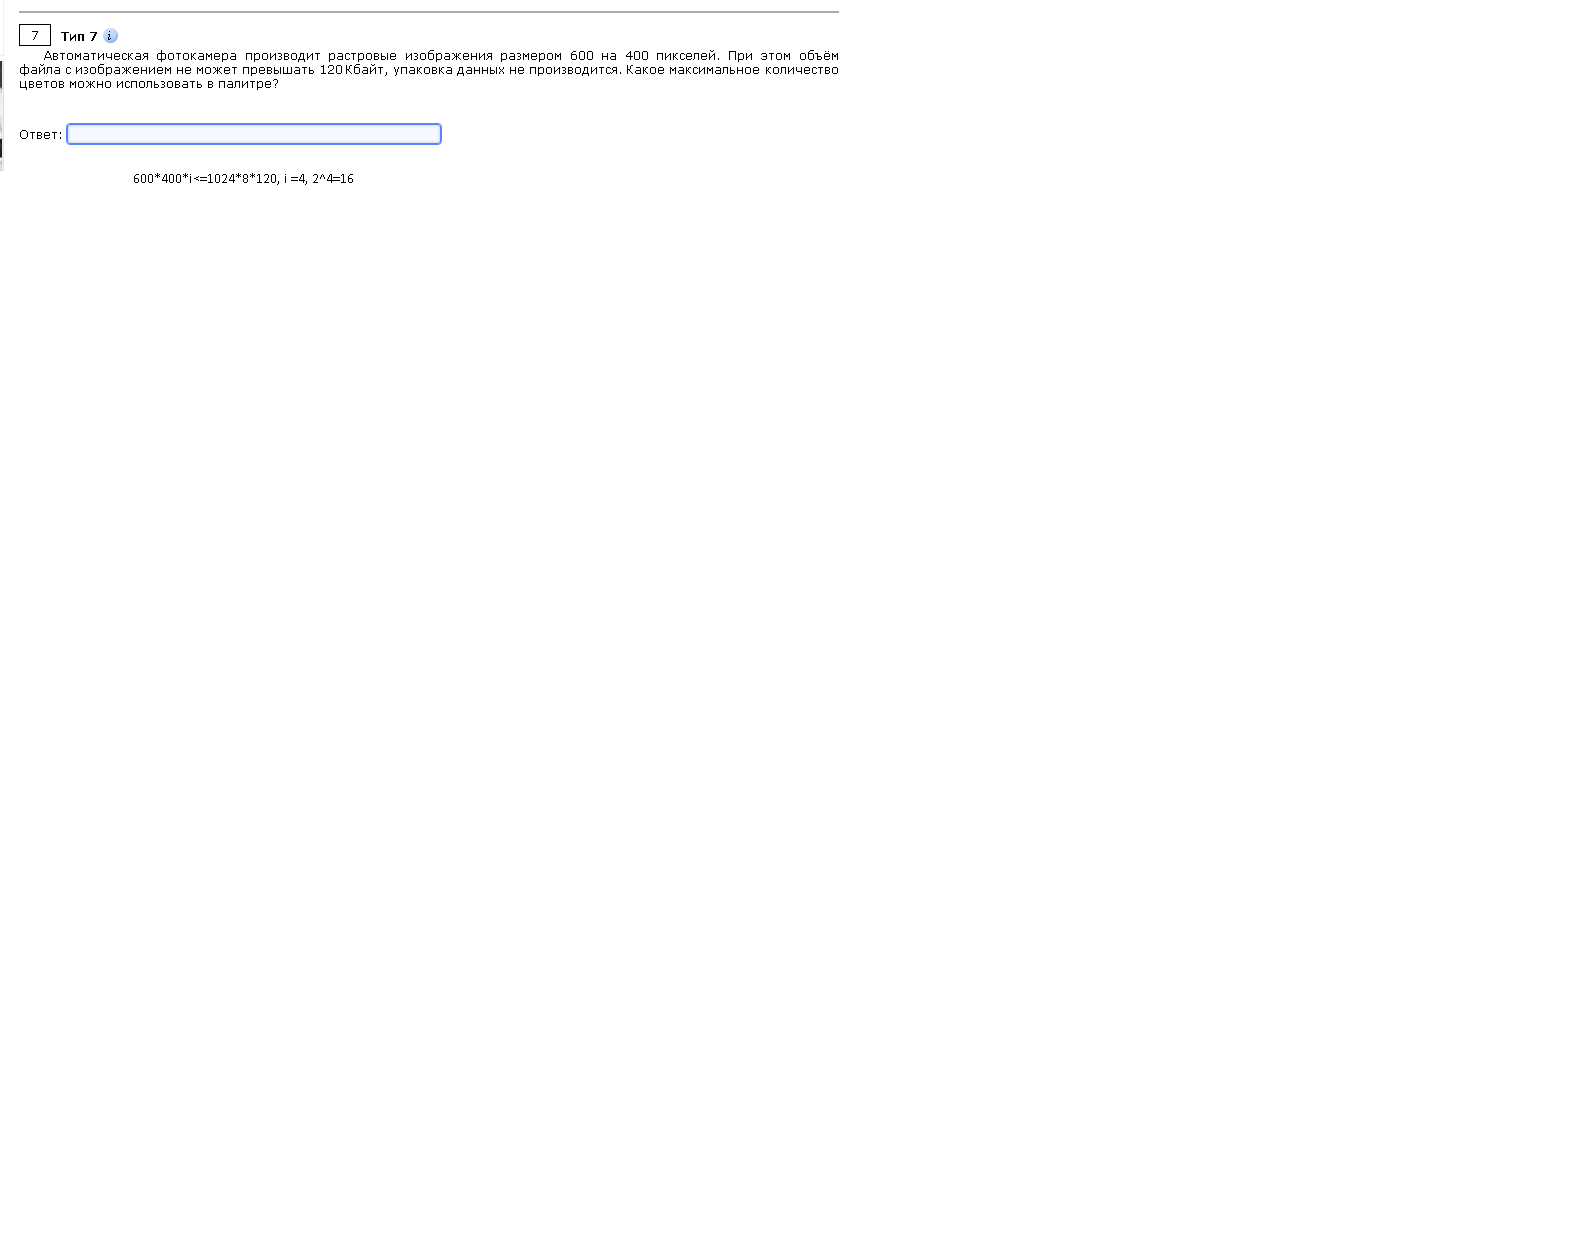 7 Тип 7 i
Автоматическая фотокамера производит растровые изображения размером 600 на 400 пикселей. При этом объём
файла с изображением не может превышать 120 Кбайт, упаковка данных не производится. Какое максимальное количество
цветов можно использовать в палитре?
Ответ:
600*400*i<=1024*8*120, i =4, 2^4=16